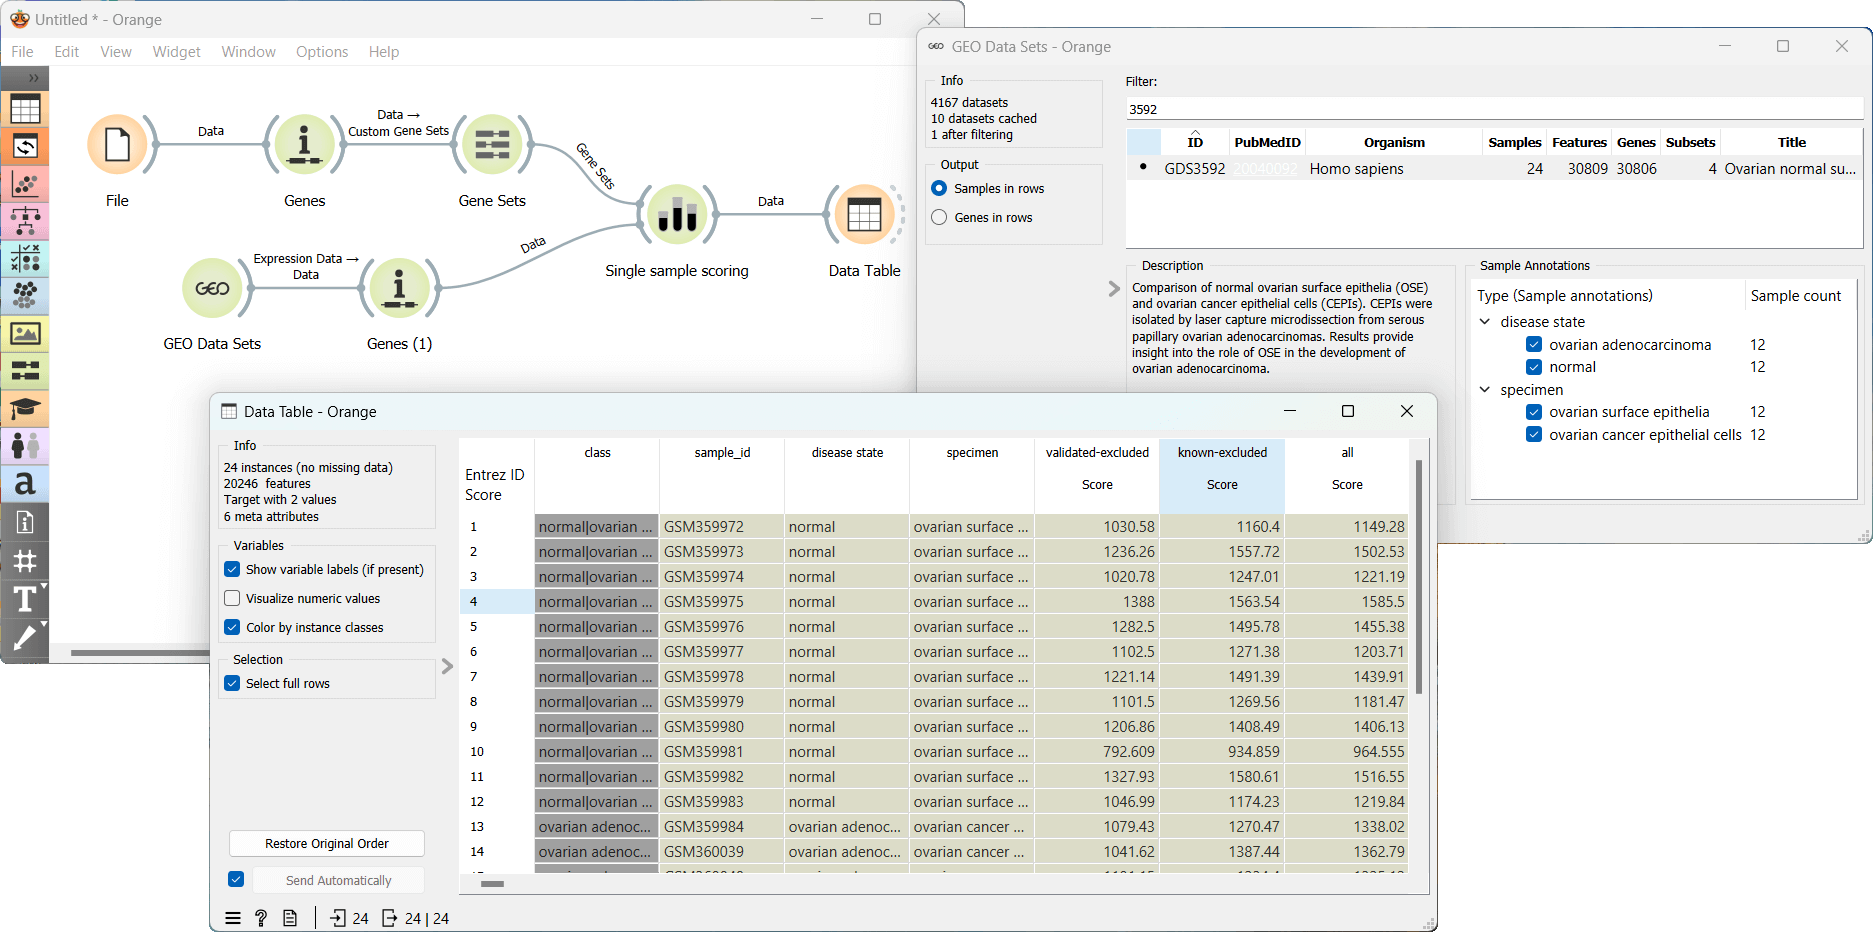 Untitled * - Orange
File Edit View Widget Window Options Help
Data
Data →
Custom Gene Sets
Gene Sets
File
Genes
Gene Sets
Data
Single sample scoring
Data Table
Data
Expression Data →
Data
GEO
GEO Data Sets
Genes (1)
a
T
GEO GEO Data Sets - Orange
Info
4167 datasets
10 datasets cached
1 after filtering
Output
Samples in rows
Genes in rows
Filter:
3592
ID PubMedID Organism Samples Features Genes Subsets Title
GDS3592 20040092 Homo sapiens 24 30809 30806 4 Ovarian normal su...
Description
Comparison of normal ovarian surface epithelia (OSE)
and ovarian cancer epithelial cells (CEPIs). CEPIs were
isolated by laser capture microdissection from serous
papillary ovarian adenocarcinomas. Results provide
insight into the role of OSE in the development of
ovarian adenocarcinoma.
Sample Annotations
Type (Sample annotations) Sample count
disease state
ovarian adenocarcinoma 12
normal 12
specimen
ovarian surface epithelia 12
ovarian cancer epithelial cells 12
Data Table - Orange
Info
24 instances (no missing data)
20246 features
Target with 2 values
6 meta attributes
Variables
Show variable labels (if present)
Visualize numeric values
Color by instance classes
Selection
Select full rows
Restore Original Order
Send Automatically
24 24 | 24
class sample_id disease state specimen validated-excluded known-excluded all
Entrez ID
Score Score Score Score
1 normal|ovarian ... GSM359972 normal ovarian surface ... 1030.58 1160.4 1149.28
2 normal|ovarian ... GSM359973 normal ovarian surface ... 1236.26 1557.72 1502.53
3 normal|ovarian ... GSM359974 normal ovarian surface ... 1020.78 1247.01 1221.19
4 normal|ovarian ... GSM359975 normal ovarian surface ... 1388 1563.54 1585.5
5 normal|ovarian ... GSM359976 normal ovarian surface ... 1282.5 1495.78 1455.38
6 normal|ovarian ... GSM359977 normal ovarian surface ... 1102.5 1271.38 1203.71
7 normal|ovarian ... GSM359978 normal ovarian surface ... 1221.14 1491.39 1439.91
8 normal|ovarian ... GSM359979 normal ovarian surface ... 1101.5 1269.56 1181.47
9 normal|ovarian ... GSM359980 normal ovarian surface ... 1206.86 1408.49 1406.13
10 normal|ovarian ... GSM359981 normal ovarian surface ... 792.609 934.859 964.555
11 normal|ovarian ... GSM359982 normal ovarian surface ... 1327.93 1580.61 1516.55
12 normal|ovarian ... GSM359983 normal ovarian surface ... 1046.99 1174.23 1219.84
13 ovarian adenoc... GSM359984 ovarian adenoc... ovarian cancer ... 1079.43 1270.47 1338.02
14 ovarian adenoc... GSM360039 ovarian adenoc... ovarian cancer ... 1041.62 1387.44 1362.79